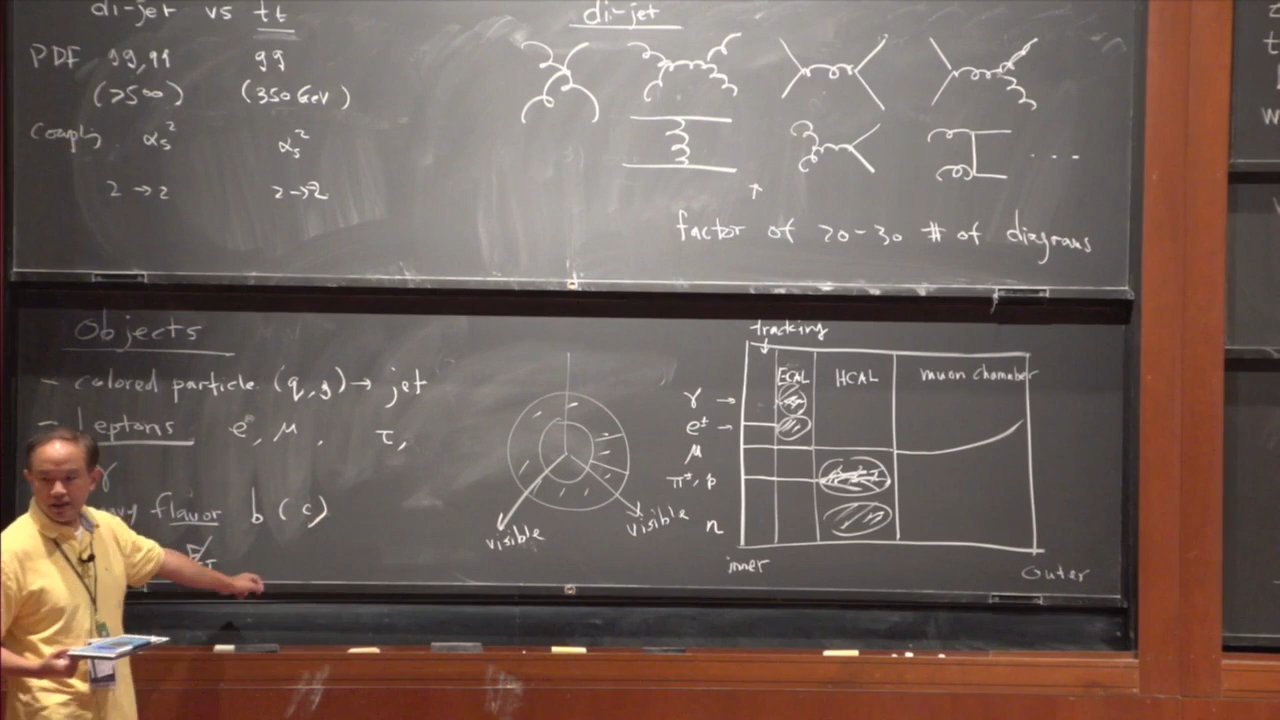 di-jet vs tt
PDF gg, qq gg
(>500) (350 GeV)
Coupling αs² αs²
2 → 2 2 → 2
di-jet
...
↑
factor of 20-30 # of diagrams
Objects
- colored particle (q, g) → jet
- Leptons e, μ, τ,
γ
flavor b (c)
E̸T
visible
visible
tracking
ECAL HCAL muon chamber
γ →
e± →
μ
π±, p
n
inner
outer